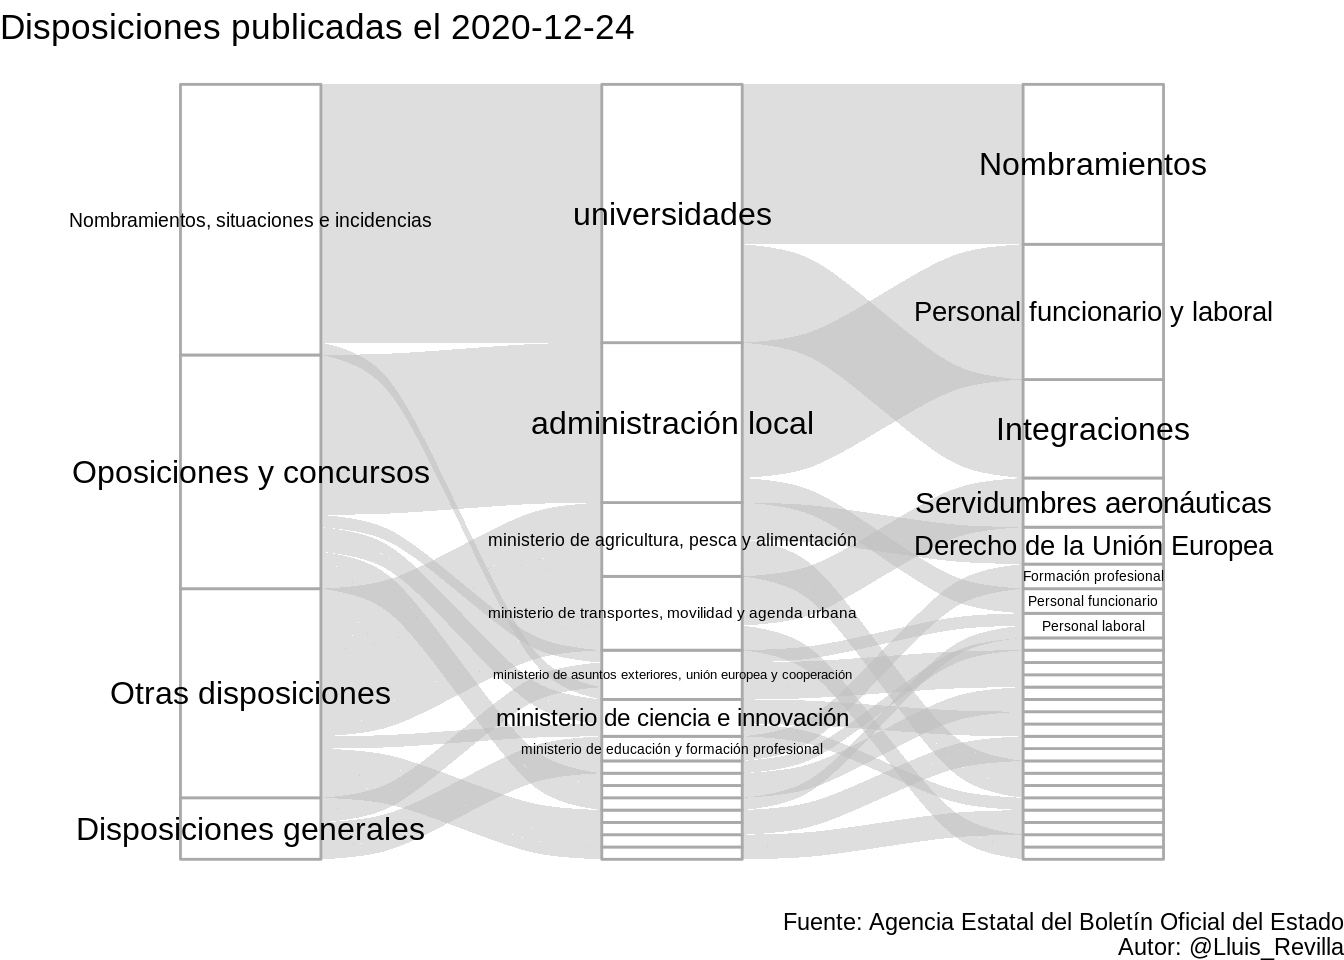 Disposiciones publicadas el 2020-12-24
Nombramientos, situaciones e incidencias
Oposiciones y concursos
Otras disposiciones
Disposiciones generales
universidades
administración local
ministerio de agricultura, pesca y alimentación
ministerio de transportes, movilidad y agenda urbana
ministerio de asuntos exteriores, unión europea y cooperación
ministerio de ciencia e innovación
ministerio de educación y formación profesional
Nombramientos
Personal funcionario y laboral
Integraciones
Servidumbres aeronáuticas
Derecho de la Unión Europea
Formación profesional
Personal funcionario
Personal laboral
Fuente: Agencia Estatal del Boletín Oficial del Estado
Autor: @Lluis_Revilla